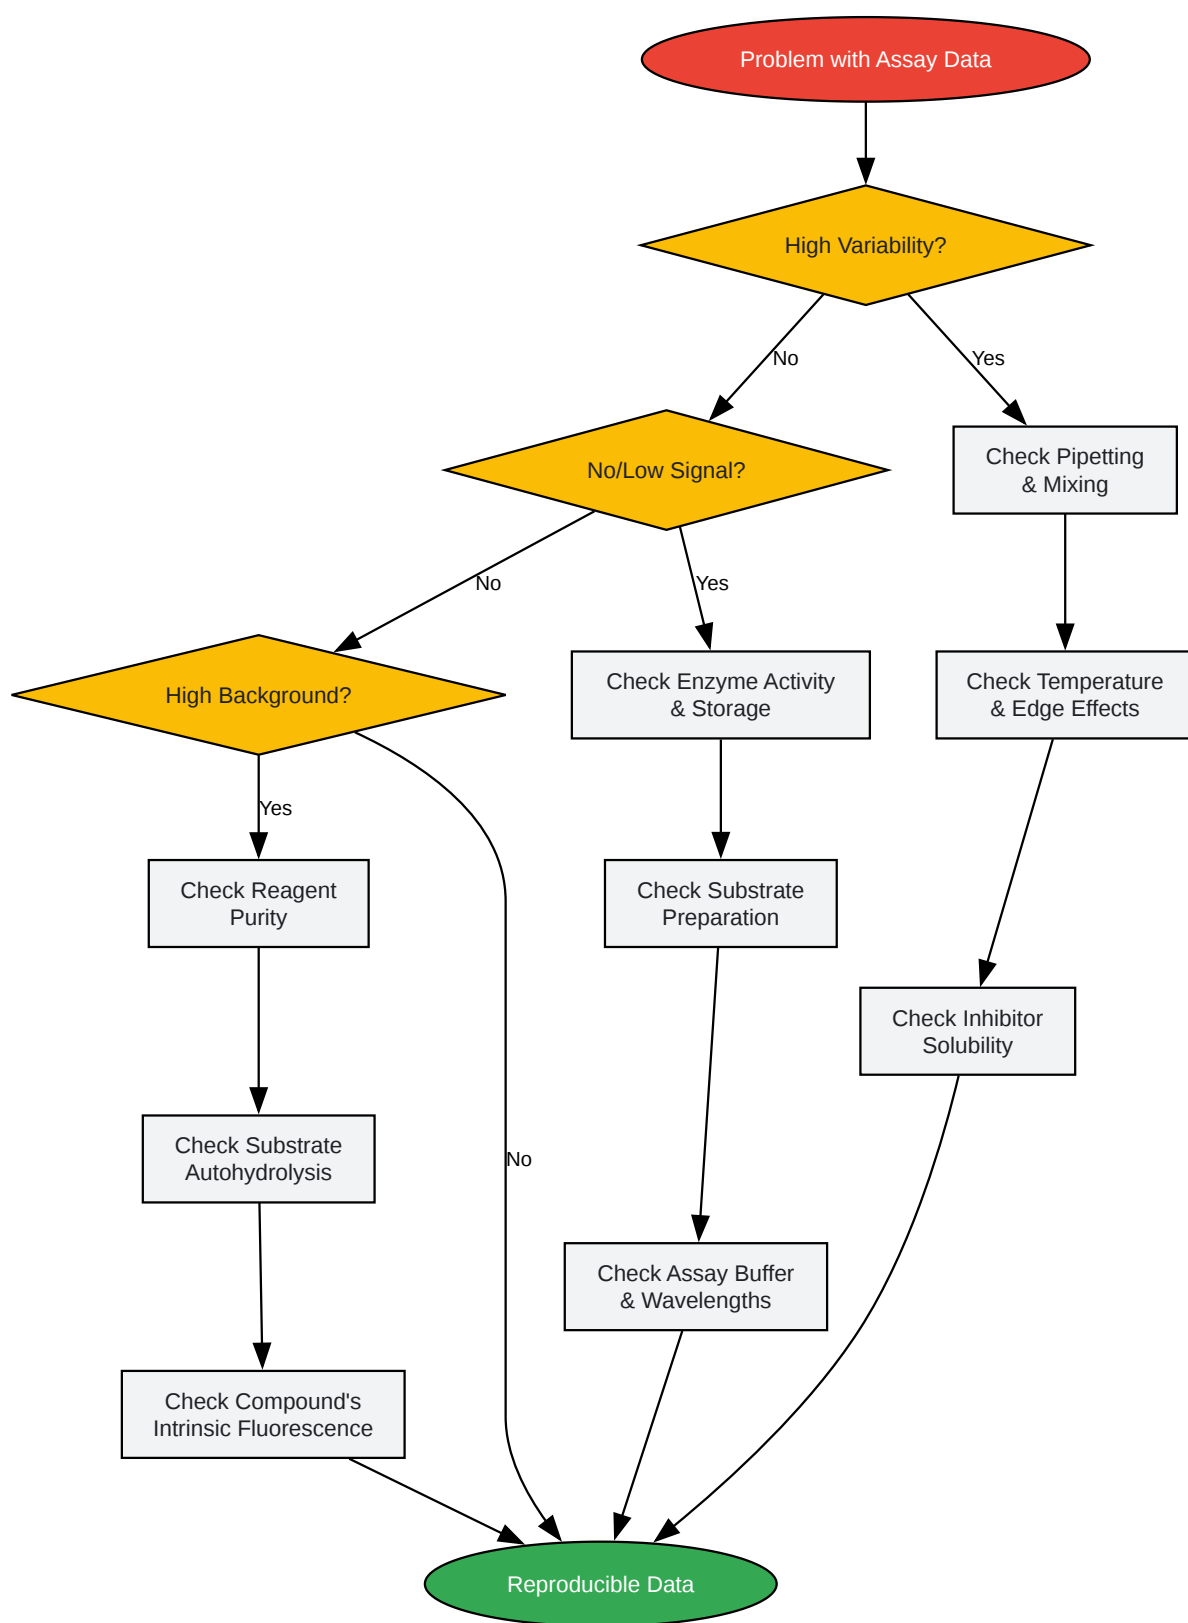 Problem with Assay Data
High Variability?
No
Yes
No/Low Signal?
Check Pipetting
& Mixing
No
Yes
High Background?
Check Enzyme Activity
& Storage
Check Temperature
& Edge Effects
Yes
Check Reagent
Purity
Check Substrate
Preparation
Check Inhibitor
Solubility
Check Substrate
Autohydrolysis
No
Check Assay Buffer
& Wavelengths
Check Compound's
Intrinsic Fluorescence
Reproducible Data